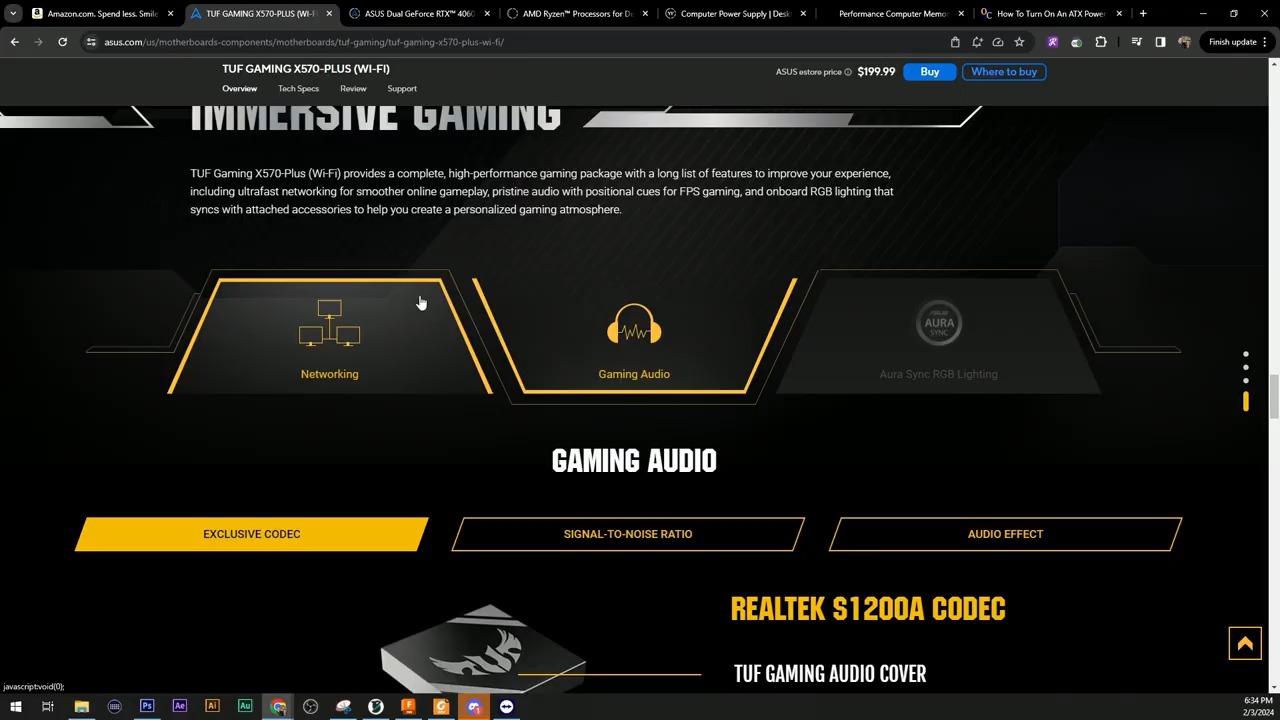 Amazon.com. Spend less. Smile
TUF GAMING X570-PLUS (WI-FI
ASUS Dual GeForce RTX™ 4060
AMD Ryzen™ Processors for De
Computer Power Supply | Desk
Performance Computer Memo
How To Turn On An ATX Power
asus.com/us/motherboards-components/motherboards/tuf-gaming/tuf-gaming-x570-plus-wi-fi/
Finish update
TUF GAMING X570-PLUS (WI-FI)
ASUS estore price
$199.99
Buy
Where to buy
Overview
Tech Specs
Review
Support
IMMERSIVE GAMING
TUF Gaming X570-Plus (Wi-Fi) provides a complete, high-performance gaming package with a long list of features to improve your experience,
including ultrafast networking for smoother online gameplay, pristine audio with positional cues for FPS gaming, and onboard RGB lighting that
syncs with attached accessories to help you create a personalized gaming atmosphere.
AURA
SYNC
Networking
Gaming Audio
Aura Sync RGB Lighting
GAMING AUDIO
EXCLUSIVE CODEC
SIGNAL-TO-NOISE RATIO
AUDIO EFFECT
REALTEK S1200A CODEC
TUF GAMING AUDIO COVER
javascript:void(0);
Ps
Ae
Ai
Au
6:34 PM
2/3/2024